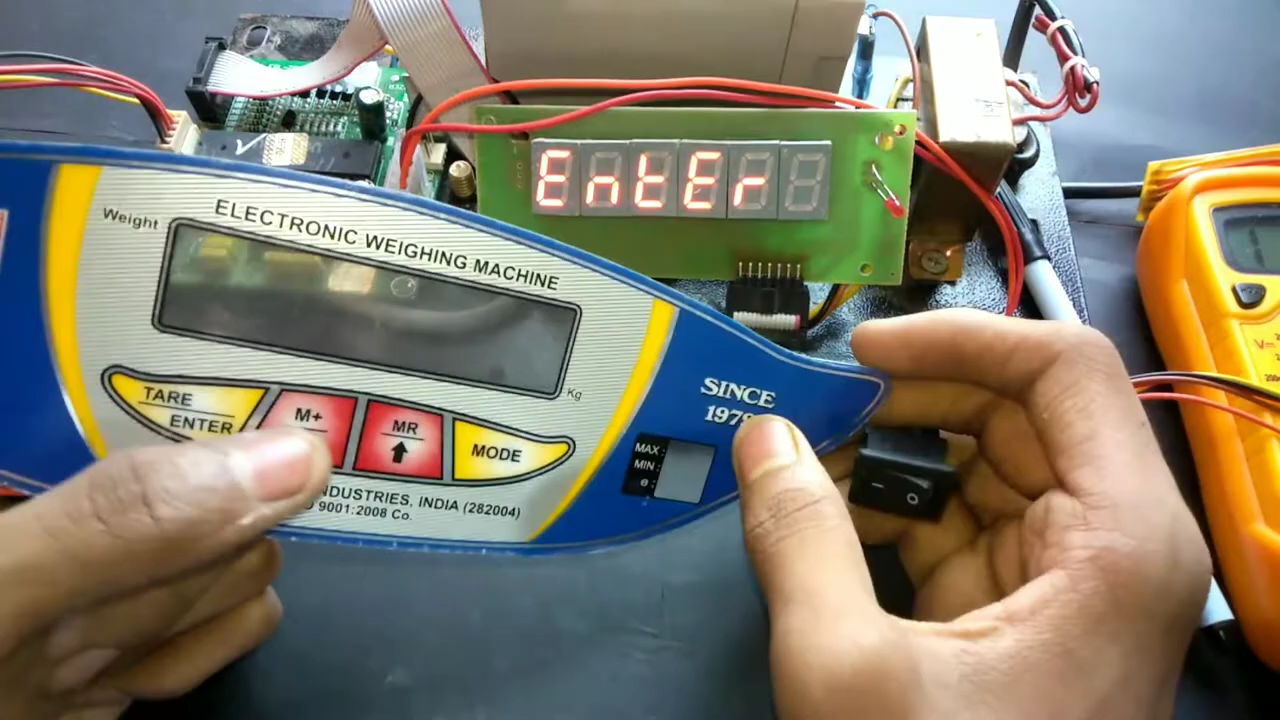 EntEr
Weight
ELECTRONIC WEIGHING MACHINE
Kg
TARE
ENTER
M+
MR
MODE
SINCE
MAX :
MIN :
e :
INDUSTRIES, INDIA (282004)
9001:2008 Co.